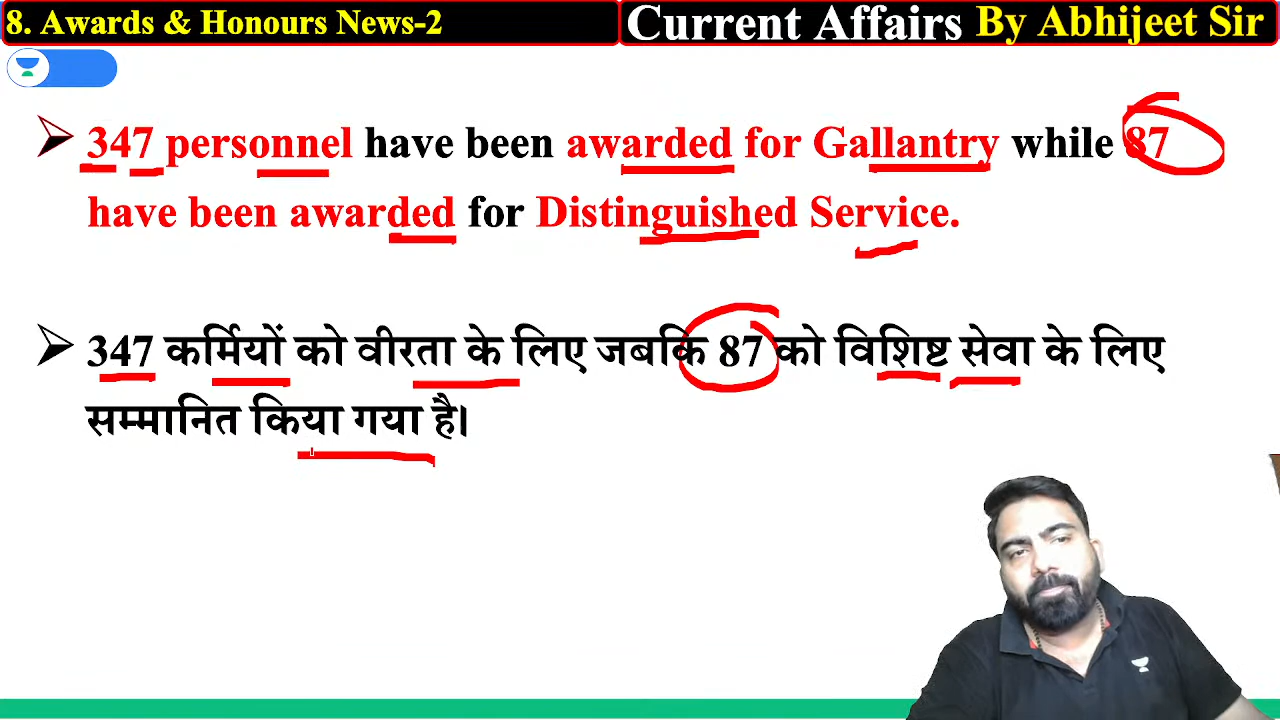 8. Awards & Honours News-2
Current Affairs By Abhijeet Sir
347 personnel have been awarded for Gallantry while 87
have been awarded for Distinguished Service.
347 कर्मियों को वीरता के लिए जबकि 87 को विशिष्ट सेवा के लिए
सम्मानित किया गया है।